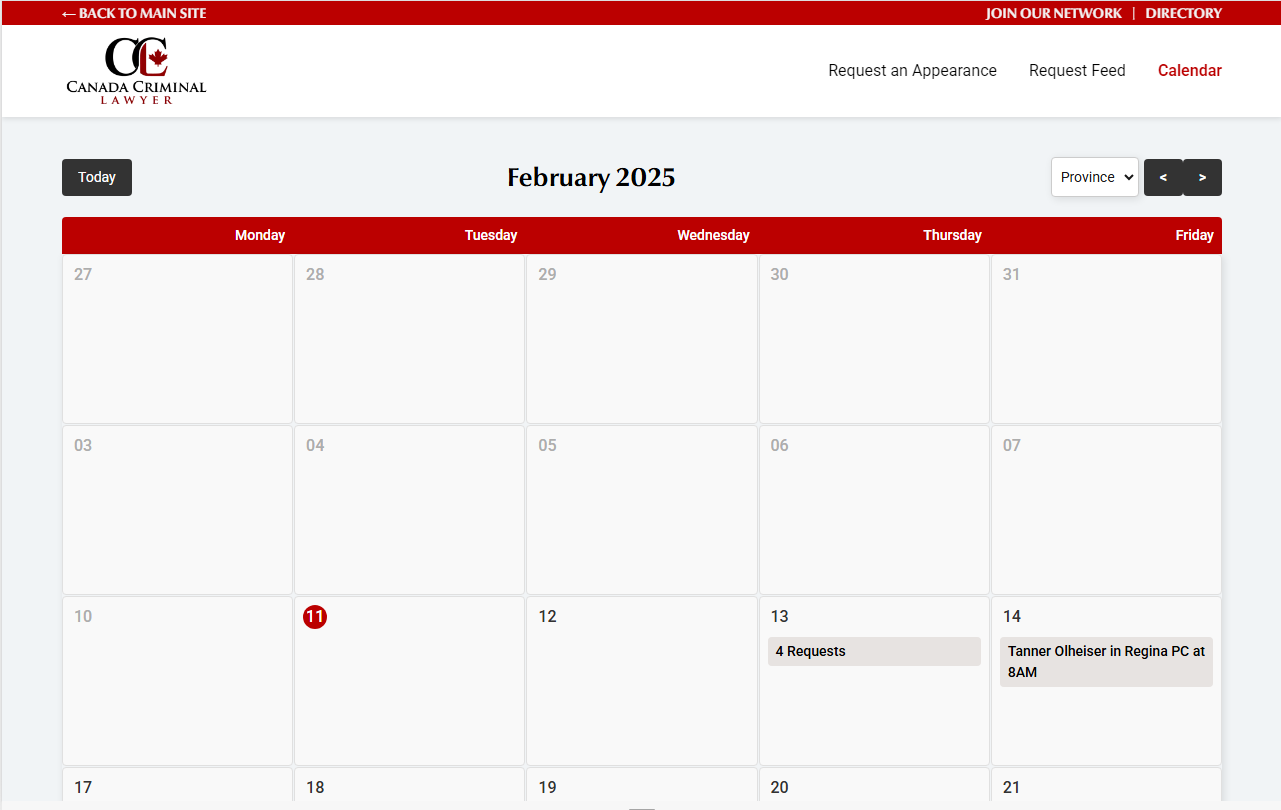 ←BACK TO MAIN SITE JOIN OUR NETWORK | DIRECTORY
CC
CANADA CRIMINAL
LAWYER
Request an Appearance Request Feed Calendar
Today February 2025 Province < >
Monday Tuesday Wednesday Thursday Friday
27 28 29 30 31
03 04 05 06 07
10 11 12 13 14
4 Requests Tanner Olheiser in Regina PC at
8AM
17 18 19 20 21